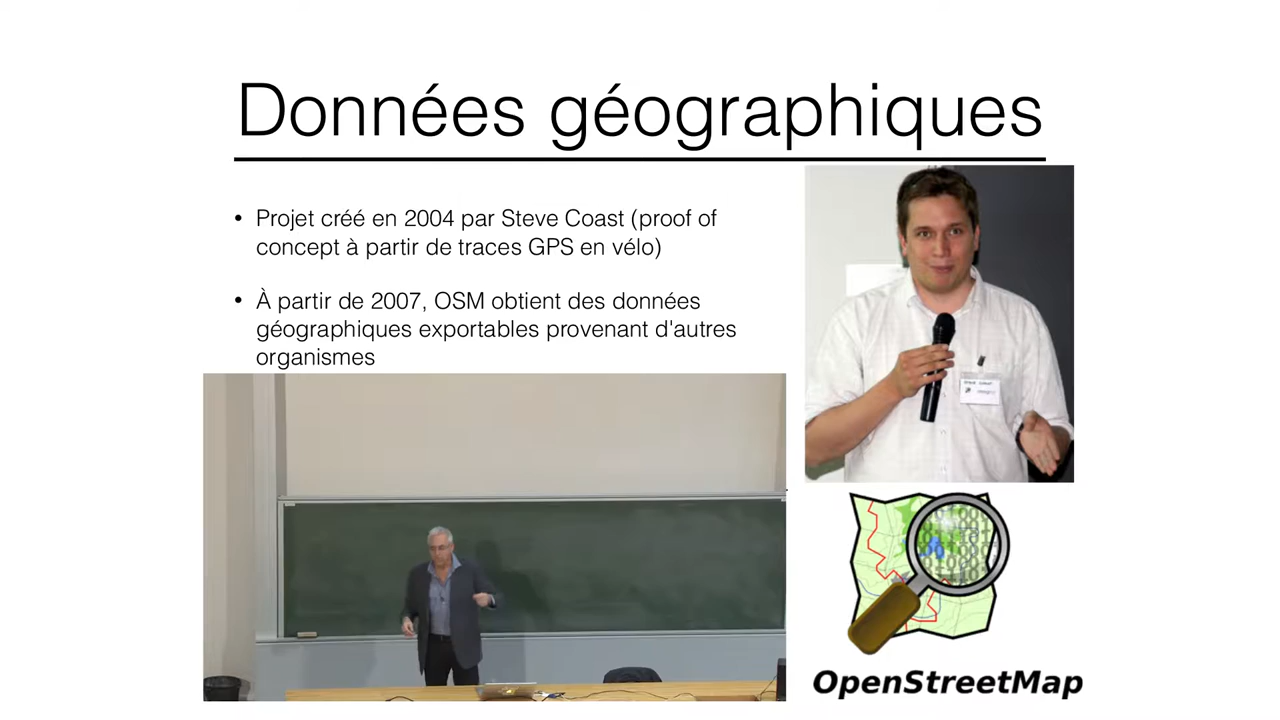 Données géographiques
• Projet créé en 2004 par Steve Coast (proof of
concept à partir de traces GPS en vélo)
• À partir de 2007, OSM obtient des données
géographiques exportables provenant d'autres
organismes
OpenStreetMap